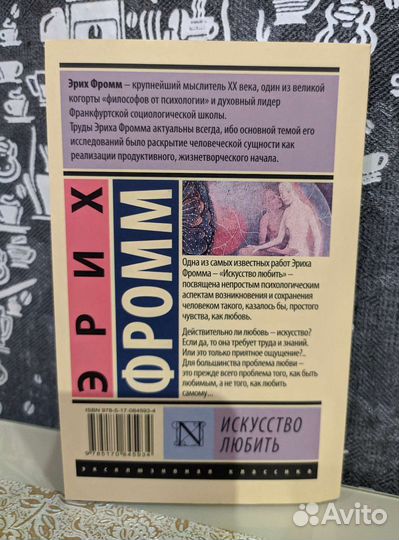 Эрих Фромм – крупнейший мыслитель XX века, один из великой
когорты «философов от психологии» и духовный лидер
Франкфуртской социологической школы.
Труды Эриха Фромма актуальны всегда, ибо основной темой его
исследований было раскрытие человеческой сущности как
реализации продуктивного, жизнетворческого начала.
ЭРИХ
ФРОММ
Одна из самых известных работ Эриха
Фромма – «Искусство любить» –
посвящена непростым психологическим
аспектам возникновения и сохранения
человеком такого, казалось бы, простого
чувства, как любовь.
Действительно ли любовь – искусство?
Если да, то она требует труда и знаний.
Или это только приятное ощущение?..
Для большинства проблема любви –
это прежде всего проблема того, как быть
любимым, а не того, как любить
самому...
ISBN 978-5-17-084593-4
9 785170 845934
N
ИСКУССТВО
ЛЮБИТЬ
ЭКСКЛЮЗИВНАЯ КЛАССИКА
Avito